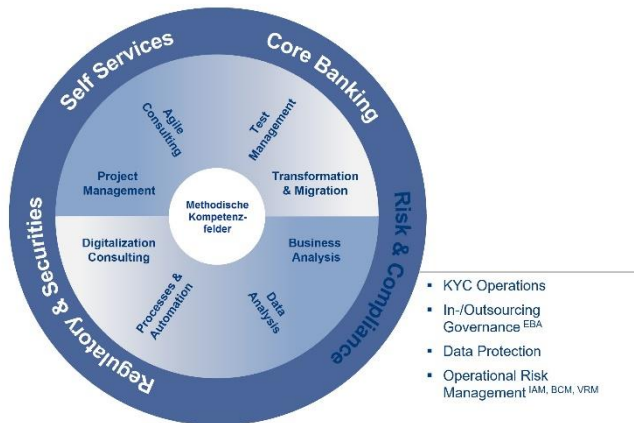 Self Services
Core Banking
Risk & Compliance
Regulatory & Securities
Agile
Consulting
Test
Management
Project
Management
Transformation
& Migration
Methodische
Kompetenz-
felder
Digitalization
Consulting
Business
Analysis
Processes &
Automation
Data
Analysis
▪ KYC Operations
▪ In-/Outsourcing
Governance EBA
▪ Data Protection
▪ Operational Risk
Management IAM, BCM, VRM